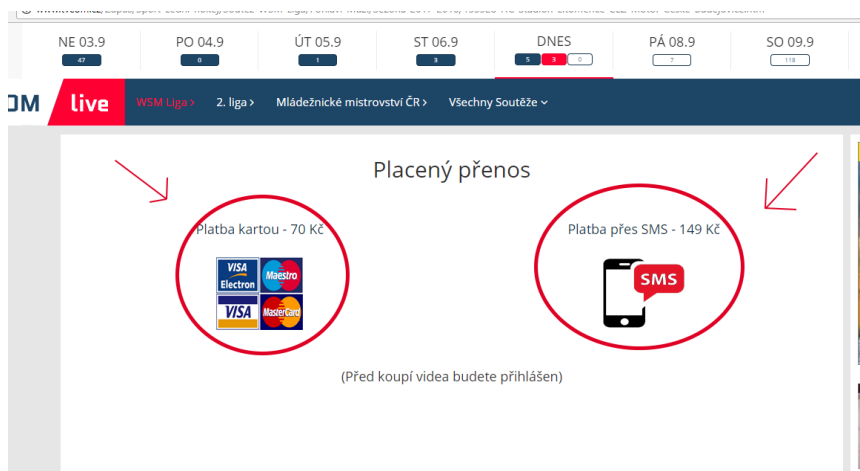 NE 03.9
PO 04.9
ÚT 05.9
ST 06.9
DNES
PÁ 08.9
SO 09.9
47
0
1
3
5 3 0
7
118
OM
live
WSM Liga >
2. liga >
Mládežnické mistrovství ČR >
Všechny Soutěže
Placený přenos
Platba kartou - 70 Kč
Platba přes SMS - 149 Kč
VISA
Electron
Maestro
VISA
MasterCard
SMS
(Před koupí videa budete přihlášen)